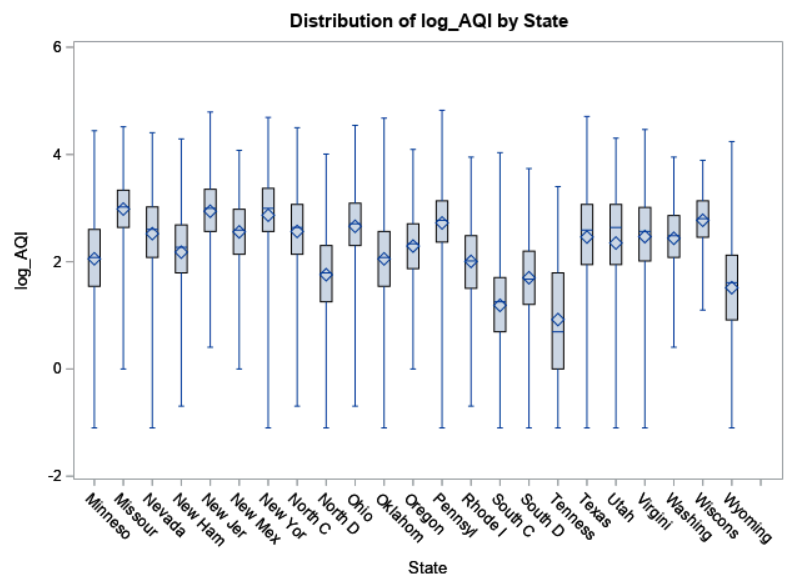 Distribution of log_AQI by State
6
4
2
0
-2
log_AQI
Minneso
Missour
Nevada
New Ham
New Jer
New Mex
New Yor
North C
North D
Ohio
Oklahom
Oregon
Pennsyl
Rhode I
South C
South D
Tenness
Texas
Utah
Virgini
Washing
Wiscons
Wyoming
State